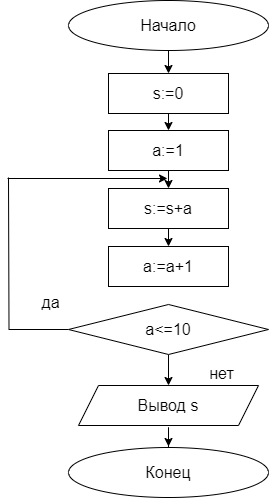 Начало
s:=0
a:=1
s:=s+a
a:=a+1
да
a<=10
нет
Вывод s
Конец